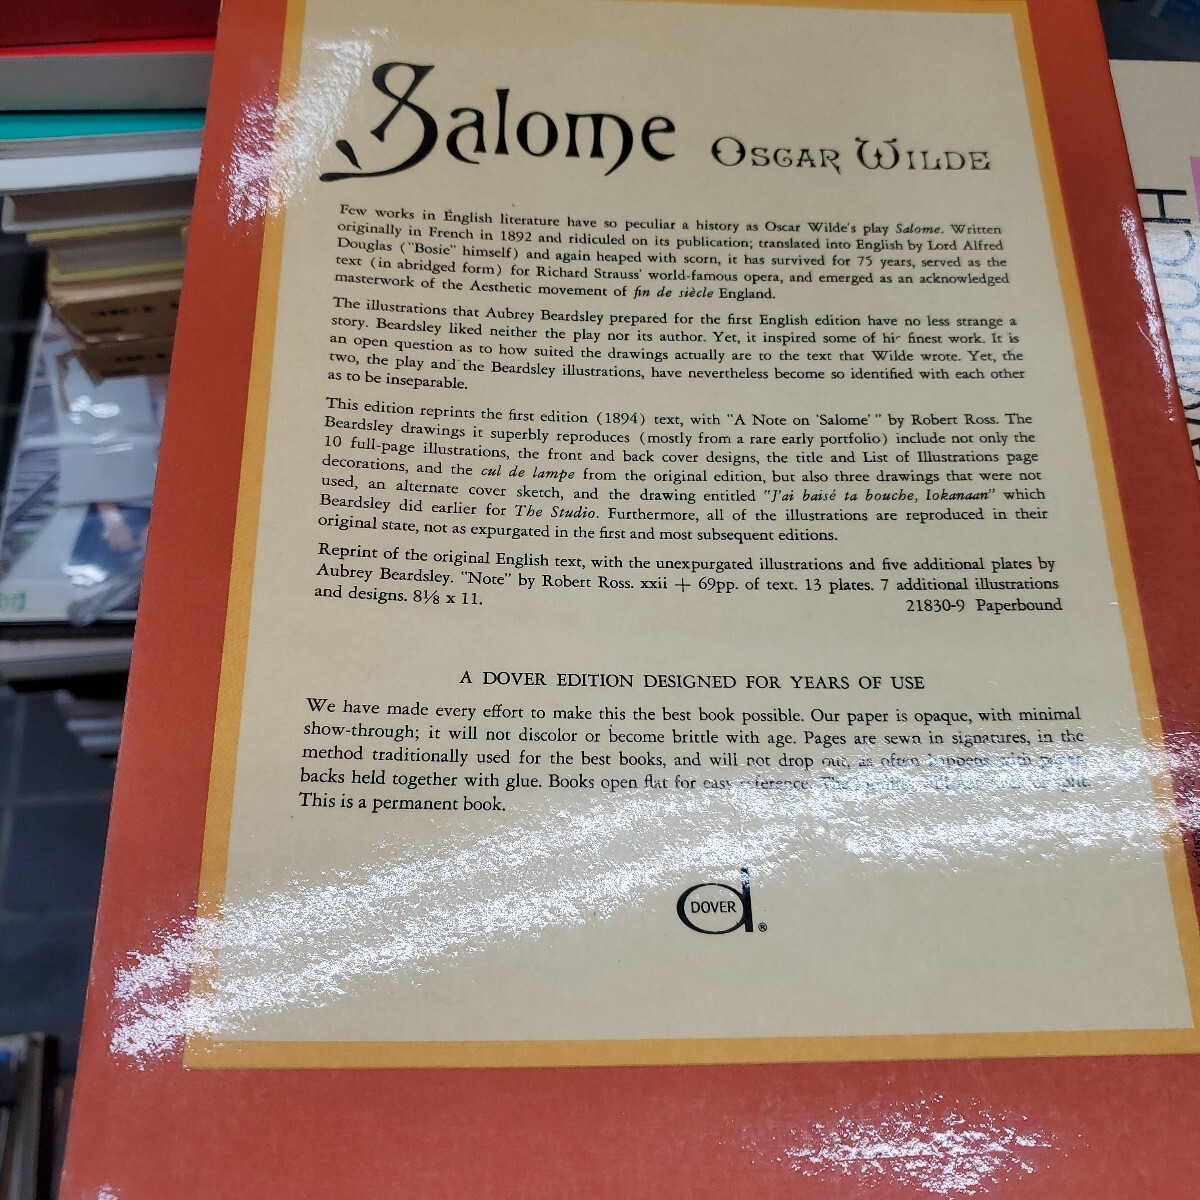 Salome Oscar Wilde
Few works in English literature have so peculiar a history as Oscar Wilde's play Salome. Written
originally in French in 1892 and ridiculed on its publication; translated into English by Lord Alfred
Douglas ("Bosie" himself) and again heaped with scorn, it has survived for 75 years, served as the
text (in abridged form) for Richard Strauss' world-famous opera, and emerged as an acknowledged
masterwork of the Aesthetic movement of fin de siècle England.
The illustrations that Aubrey Beardsley prepared for the first English edition have no less strange a
story. Beardsley liked neither the play nor its author. Yet, it inspired some of his finest work. It is
an open question as to how suited the drawings actually are to the text that Wilde wrote. Yet, the
two, the play and the Beardsley illustrations, have nevertheless become so identified with each other
as to be inseparable.
This edition reprints the first edition (1894) text, with "A Note on 'Salome' " by Robert Ross. The
Beardsley drawings it superbly reproduces (mostly from a rare early portfolio) include not only the
10 full-page illustrations, the front and back cover designs, the title and List of Illustrations page
decorations, and the cul de lampe from the original edition, but also three drawings that were not
used, an alternate cover sketch, and the drawing entitled "J'ai baisé ta bouche, Iokanaan" which
Beardsley did earlier for The Studio. Furthermore, all of the illustrations are reproduced in their
original state, not as expurgated in the first and most subsequent editions.
Reprint of the original English text, with the unexpurgated illustrations and five additional plates by
Aubrey Beardsley. "Note" by Robert Ross. xxii + 69pp. of text. 13 plates. 7 additional illustrations
and designs. 8⅛ x 11. 21830-9 Paperbound
A DOVER EDITION DESIGNED FOR YEARS OF USE
We have made every effort to make this the best book possible. Our paper is opaque, with minimal
show-through; it will not discolor or become brittle with age. Pages are sewn in signatures, in the
method traditionally used for the best books, and will not drop out, as often happens with paper-
backs held together with glue. Books open flat for easy reference. The
This is a permanent book.
DOVER ®